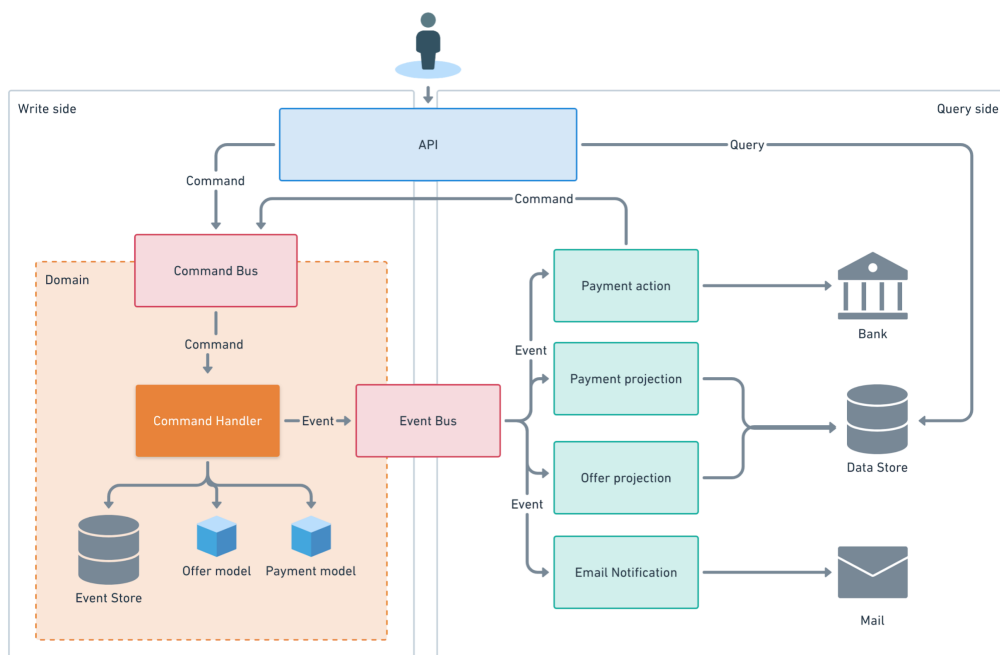 Write side
Query side
API
Query
Command
Command
Command Bus
Domain
Payment action
Bank
Command
Event
Payment projection
Command Handler
Event
Event Bus
Data Store
Offer projection
Event
Offer model
Payment model
Email Notification
Event Store
Mail